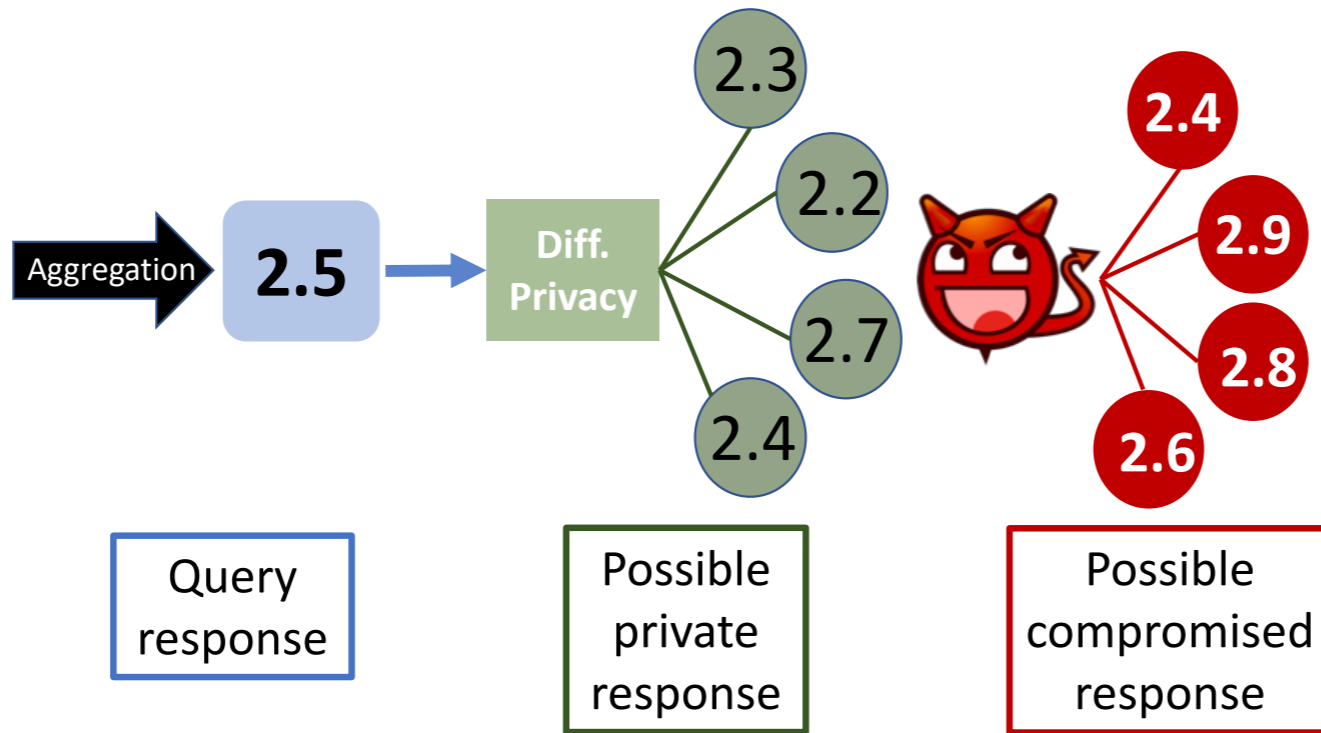 Aggregation
2.5
Diff.
Privacy
2.3
2.2
2.7
2.4
2.4
2.9
2.8
2.6
Query
response
Possible
private
response
Possible
compromised
response